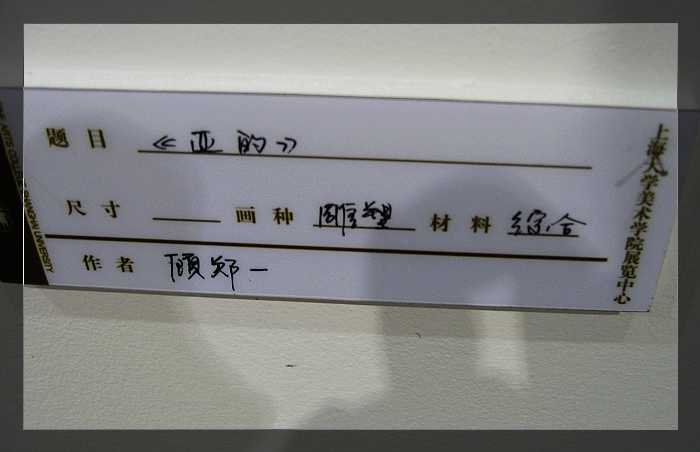 题目 《亚的》
尺寸 画种 雕塑 材料 综合
作者 顾郑一
上海大学美术学院展览中心